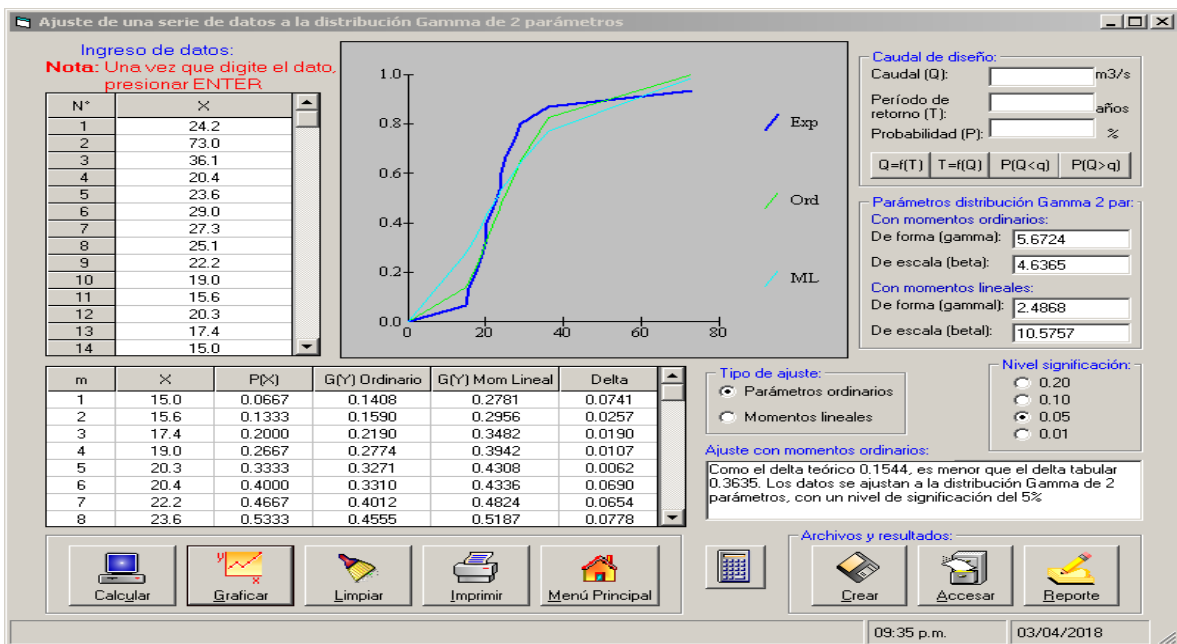 Ajuste de una serie de datos a la distribución Gamma de 2 parámetros
Ingreso de datos:
Nota: Una vez que digite el dato,
presionar ENTER
N° X
1 24.2
2 73.0
3 36.1
4 20.4
5 23.6
6 29.0
7 27.3
8 25.1
9 22.2
10 19.0
11 15.6
12 20.3
13 17.4
14 15.0
1.0
0.8
0.6
0.4
0.2
0.0
0 20 40 60 80
Exp
Ord
ML
Caudal de diseño:
Caudal (Q): m3/s
Período de
retorno (T): años
Probabilidad (P): %
Q=f(T) T=f(Q) P(Q<q) P(Q>q)
Parámetros distribución Gamma 2 par:
Con momentos ordinarios:
De forma (gamma): 5.6724
De escala (beta): 4.6365
Con momentos lineales:
De forma (gammal): 2.4868
De escala (betal): 10.5757
m X P(X) G(Y) Ordinario G(Y) Mom Lineal Delta
1 15.0 0.0667 0.1408 0.2781 0.0741
2 15.6 0.1333 0.1590 0.2956 0.0257
3 17.4 0.2000 0.2190 0.3482 0.0190
4 19.0 0.2667 0.2774 0.3942 0.0107
5 20.3 0.3333 0.3271 0.4308 0.0062
6 20.4 0.4000 0.3310 0.4336 0.0690
7 22.2 0.4667 0.4012 0.4824 0.0654
8 23.6 0.5333 0.4555 0.5187 0.0778
Tipo de ajuste:
Parámetros ordinarios
Momentos lineales
Nivel significación:
0.20
0.10
0.05
0.01
Ajuste con momentos ordinarios:
Como el delta teórico 0.1544, es menor que el delta tabular
0.3635. Los datos se ajustan a la distribución Gamma de 2
parámetros, con un nivel de significación del 5%
Calcular Graficar Limpiar Imprimir Menú Principal
Archivos y resultados:
Crear Accesar Reporte
09:35 p.m. 03/04/2018